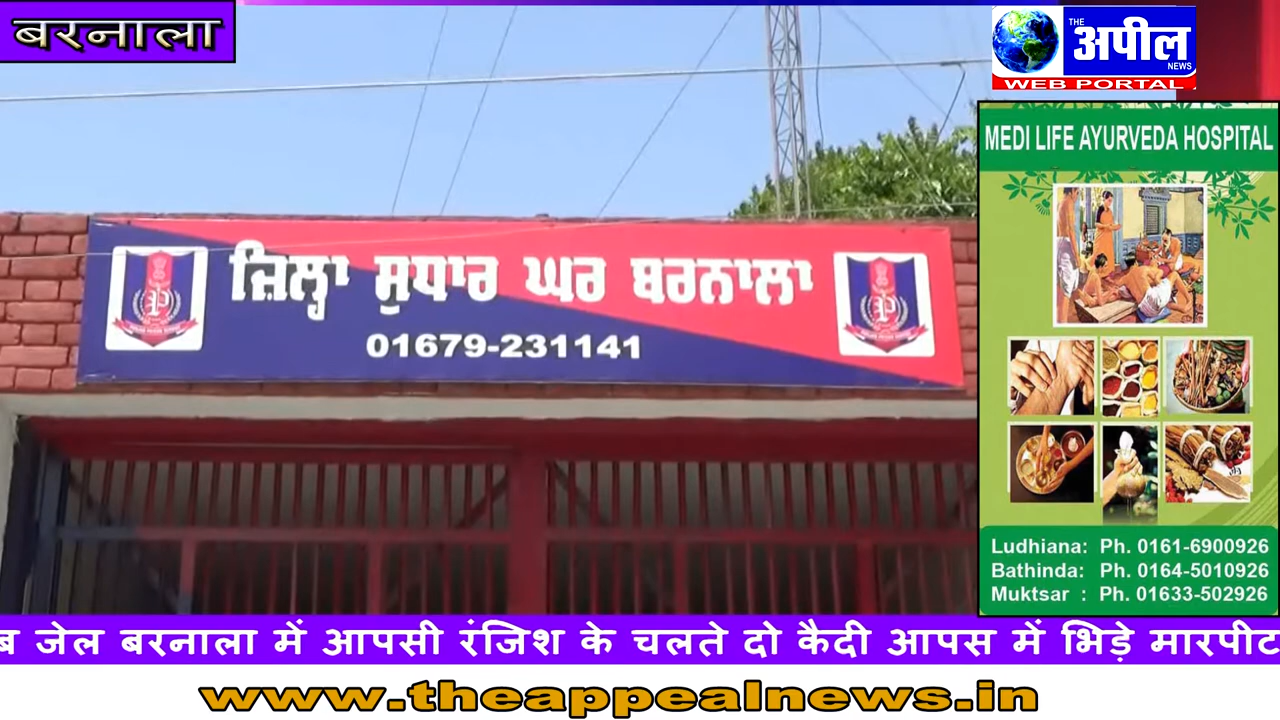 बरनाला
THE
अपील
NEWS
WEB PORTAL
MEDI LIFE AYURVEDA HOSPITAL
ਜ਼ਿਲ੍ਹਾ ਸੁਧਾਰ ਘਰ ਬਰਨਾਲਾ
01679-231141
P
P
Ludhiana: Ph. 0161-6900926
Bathinda: Ph. 0164-5010926
Muktsar : Ph. 01633-502926
ब जेल बरनाला में आपसी रंजिश के चलते दो कैदी आपस में भिड़े मारपीट
www.theappealnews.in